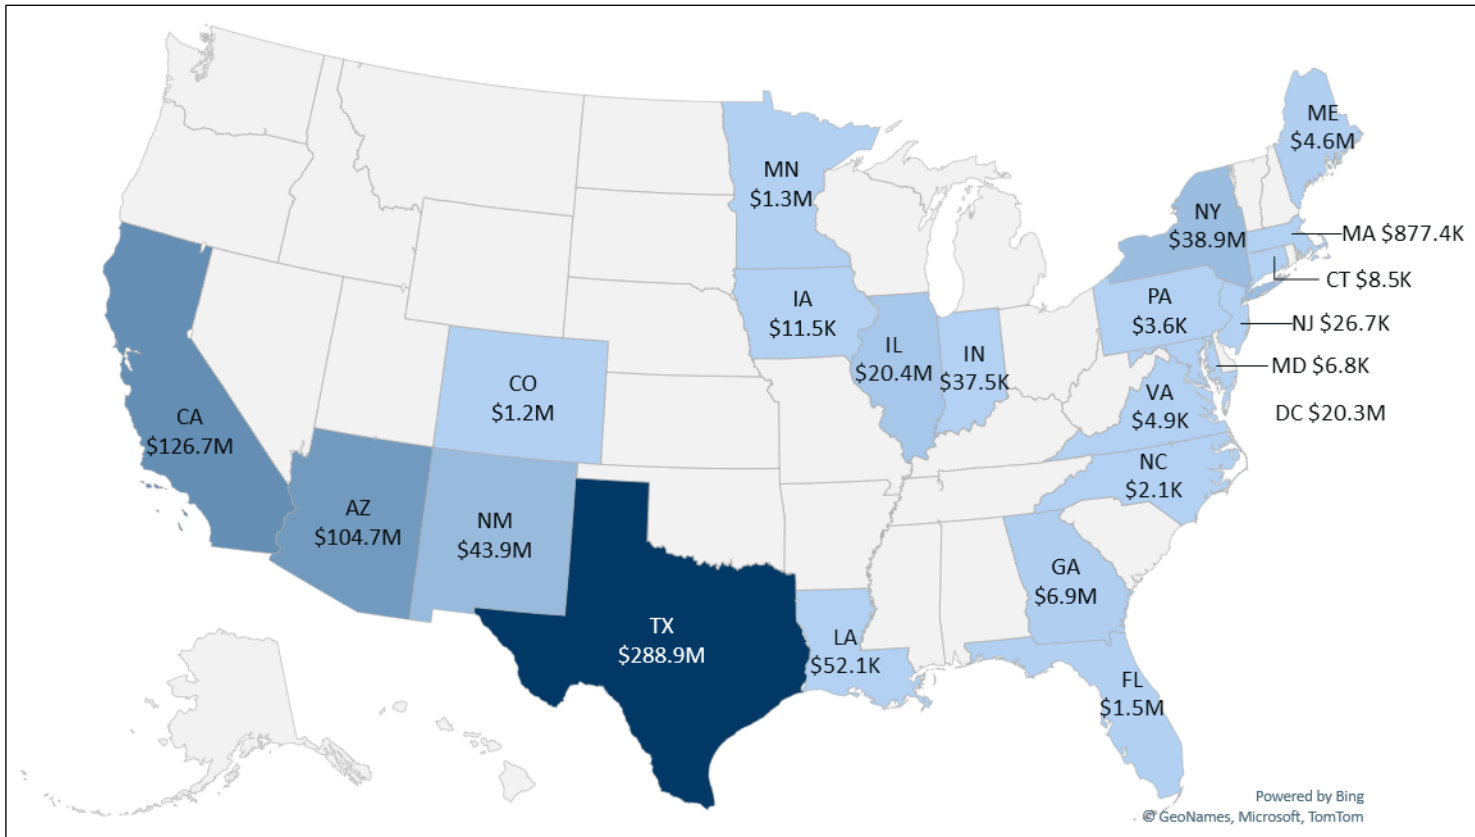 ME
$4.6M
MN
$1.3M
NY
$38.9M
MA $877.4K
CT $8.5K
IA
$11.5K
PA
$3.6K
NJ $26.7K
IL
$20.4M
IN
$37.5K
MD $6.8K
CO
$1.2M
VA
$4.9K
DC $20.3M
CA
$126.7M
NC
$2.1K
AZ
$104.7M
NM
$43.9M
GA
$6.9M
TX
$288.9M
LA
$52.1K
FL
$1.5M
Powered by Bing
© GeoNames, Microsoft, TomTom